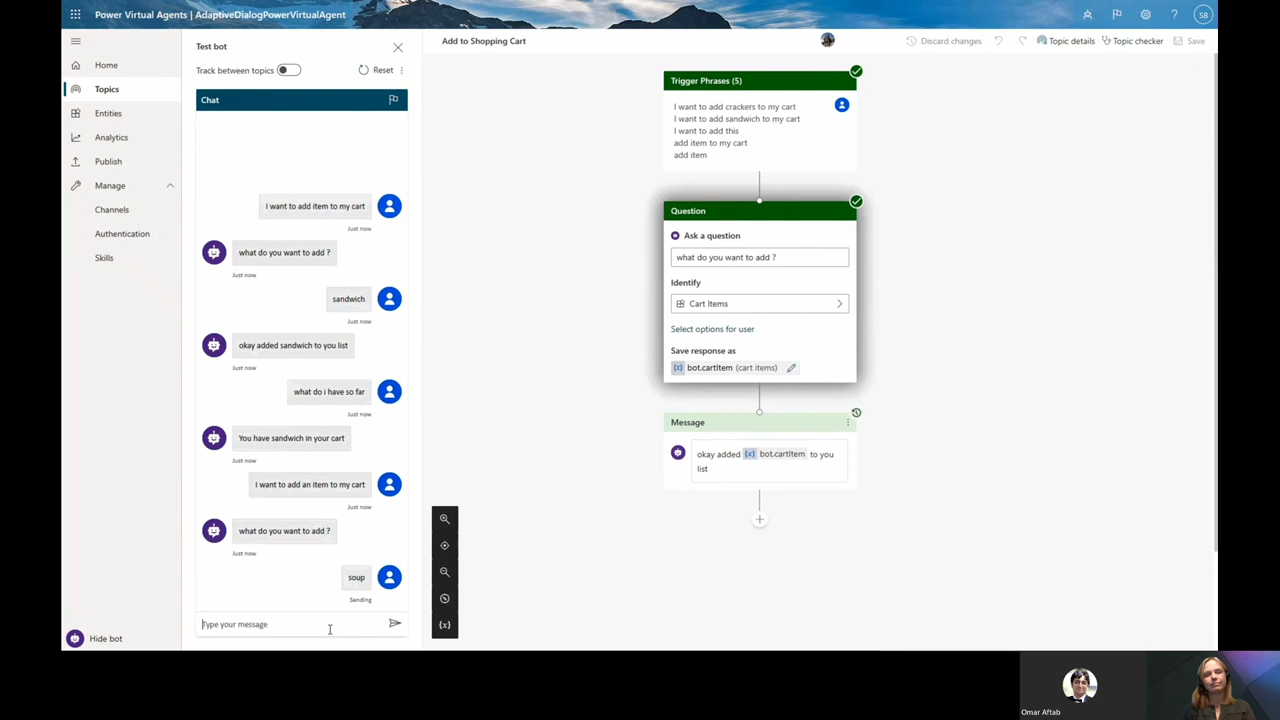 Power Virtual Agents | AdaptiveDialogPowerVirtualAgent
SB
Home
Topics
Entities
Analytics
Publish
Manage
Channels
Authentication
Skills
Hide bot
Test bot
Track between topics
Reset
Chat
I want to add item to my cart
Just now
what do you want to add ?
Just now
sandwich
Just now
okay added sandwich to you list
Just now
what do i have so far
Just now
You have sandwich in your cart
Just now
I want to add an item to my cart
Just now
what do you want to add ?
Just now
soup
Sending
Type your message
Add to Shopping Cart
Discard changes
Topic details
Topic checker
Save
Trigger Phrases (5)
I want to add crackers to my cart
I want to add sandwich to my cart
I want to add this
add item to my cart
add item
Question
Ask a question
what do you want to add ?
Identify
Cart Items
Select options for user
Save response as
{x} bot.cartItem (cart items)
Message
okay added {x} bot.cartItem to you
list
{x}
Omar Aftab